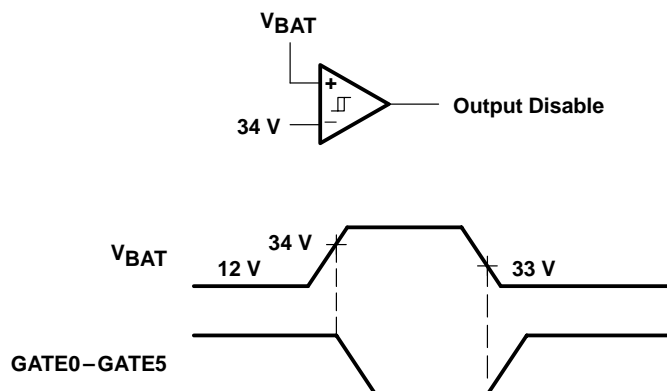 VBAT
+
34 V
−
Output Disable
VBAT
12 V
34 V
33 V
GATE0−GATE5